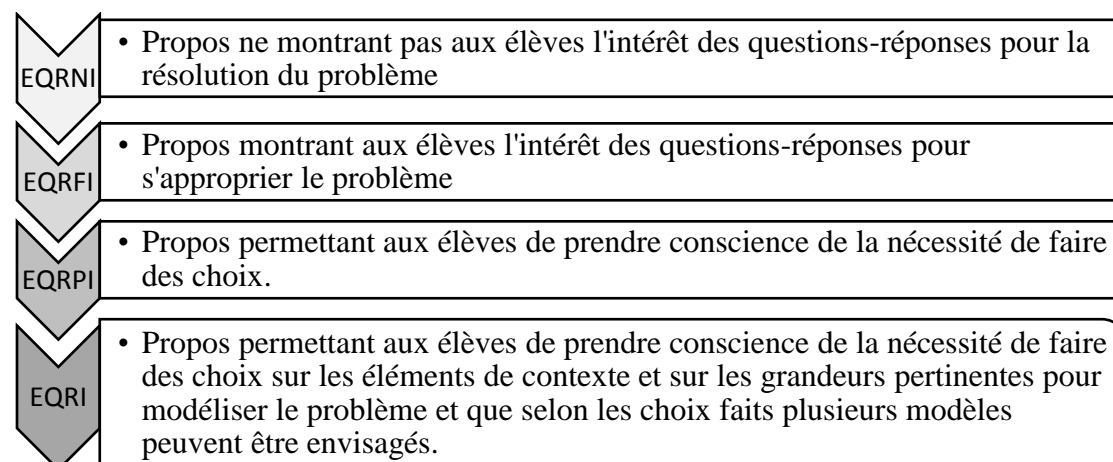 EQRNI
• Propos ne montrant pas aux élèves l'intérêt des questions-réponses pour la
résolution du problème
EQRFI
• Propos montrant aux élèves l'intérêt des questions-réponses pour
s'approprier le problème
EQRPI
• Propos permettant aux élèves de prendre conscience de la nécessité de faire
des choix.
EQRI
• Propos permettant aux élèves de prendre conscience de la nécessité de faire
des choix sur les éléments de contexte et sur les grandeurs pertinentes pour
modéliser le problème et que selon les choix faits plusieurs modèles
peuvent être envisagés.